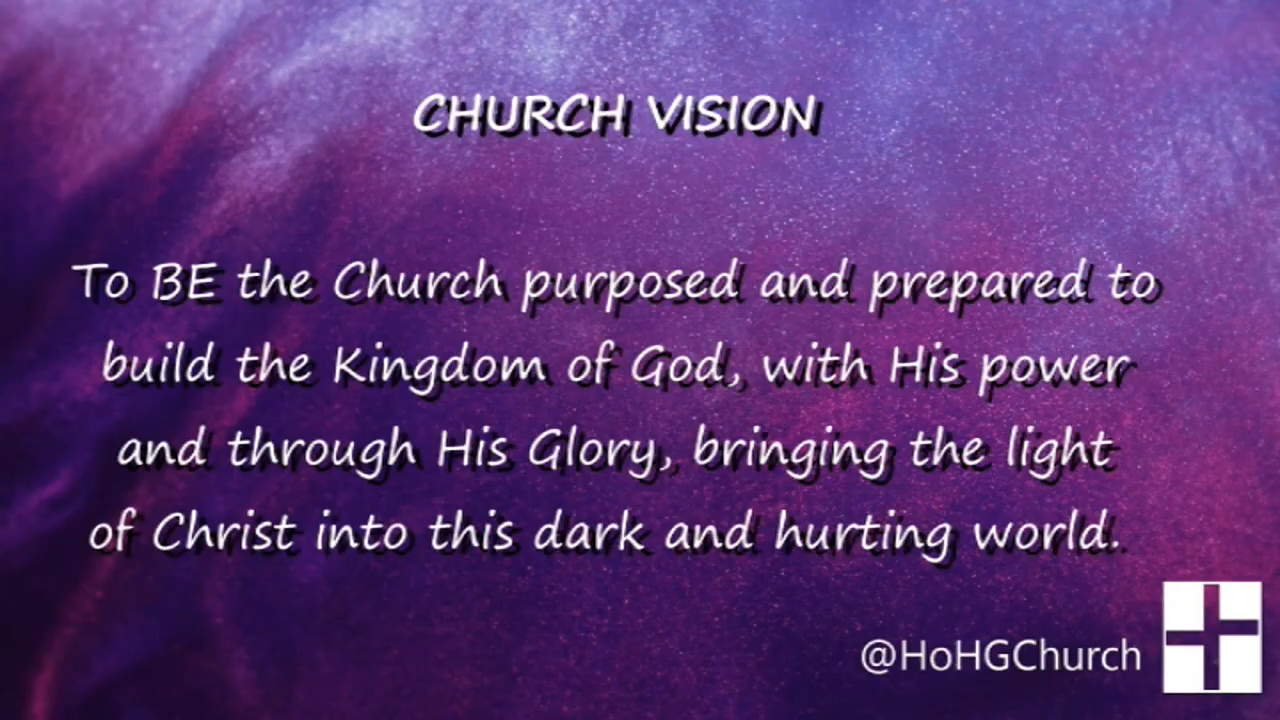 CHURCH VISION
To BE the Church purposed and prepared to
build the Kingdom of God, with His power
and through His Glory, bringing the light
of Christ into this dark and hurting world.
@HoHGChurch